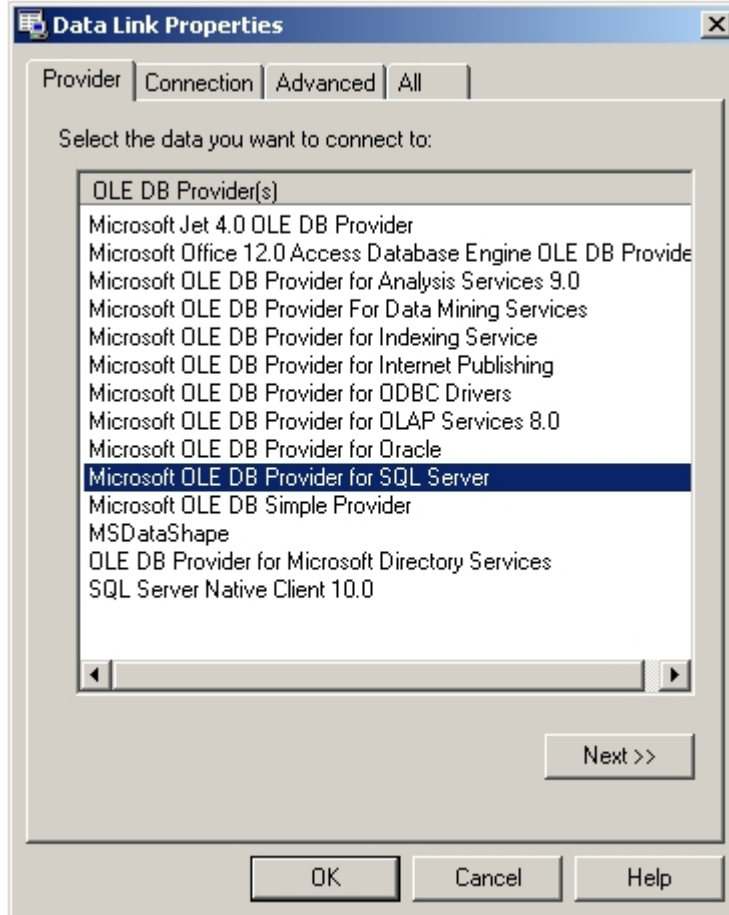 Data Link Properties
Provider Connection Advanced All
Select the data you want to connect to:
OLE DB Provider(s)
Microsoft Jet 4.0 OLE DB Provider
Microsoft Office 12.0 Access Database Engine OLE DB Provide
Microsoft OLE DB Provider for Analysis Services 9.0
Microsoft OLE DB Provider For Data Mining Services
Microsoft OLE DB Provider for Indexing Service
Microsoft OLE DB Provider for Internet Publishing
Microsoft OLE DB Provider for ODBC Drivers
Microsoft OLE DB Provider for OLAP Services 8.0
Microsoft OLE DB Provider for Oracle
Microsoft OLE DB Provider for SQL Server
Microsoft OLE DB Simple Provider
MSDataShape
OLE DB Provider for Microsoft Directory Services
SQL Server Native Client 10.0
Next >>
OK Cancel Help